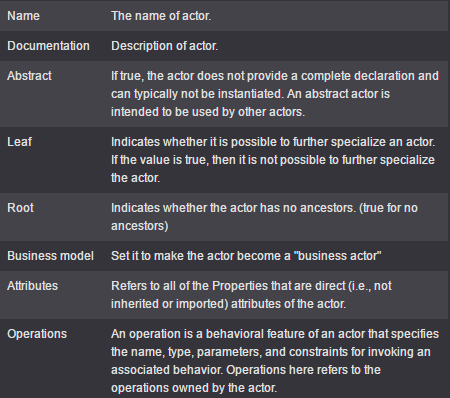 Name The name of actor.
Documentation Description of actor.
Abstract If true, the actor does not provide a complete declaration and
can typically not be instantiated. An abstract actor is
intended to be used by other actors.
Leaf Indicates whether it is possible to further specialize an actor.
If the value is true, then it is not possible to further specialize
the actor.
Root Indicates whether the actor has no ancestors. (true for no
ancestors)
Business model Set it to make the actor become a "business actor"
Attributes Refers to all of the Properties that are direct (i.e., not
inherited or imported) attributes of the actor.
Operations An operation is a behavioral feature of an actor that specifies
the name, type, parameters, and constraints for invoking an
associated behavior. Operations here refers to the
operations owned by the actor.